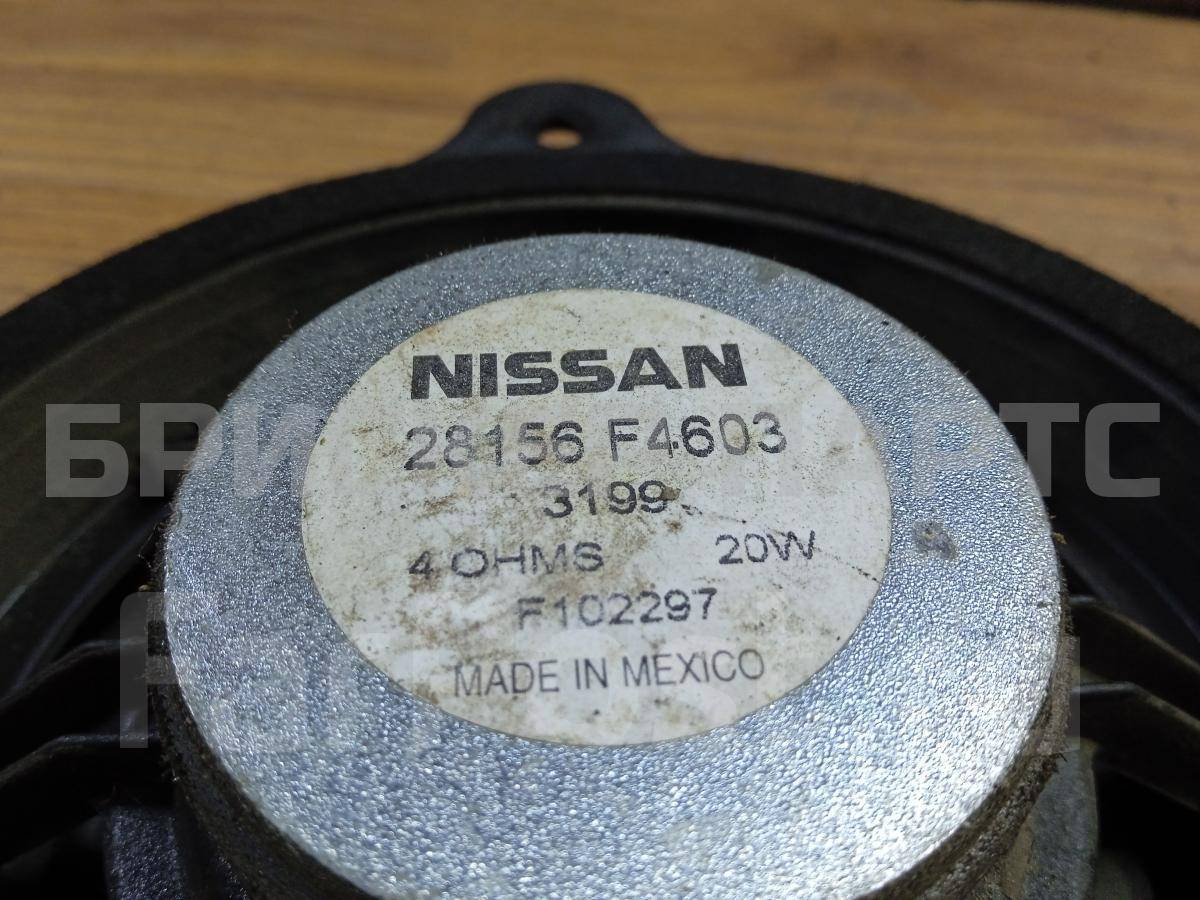 NISSAN
28156 F4603
3199
4 OHMS 20W
F102297
MADE IN MEXICO